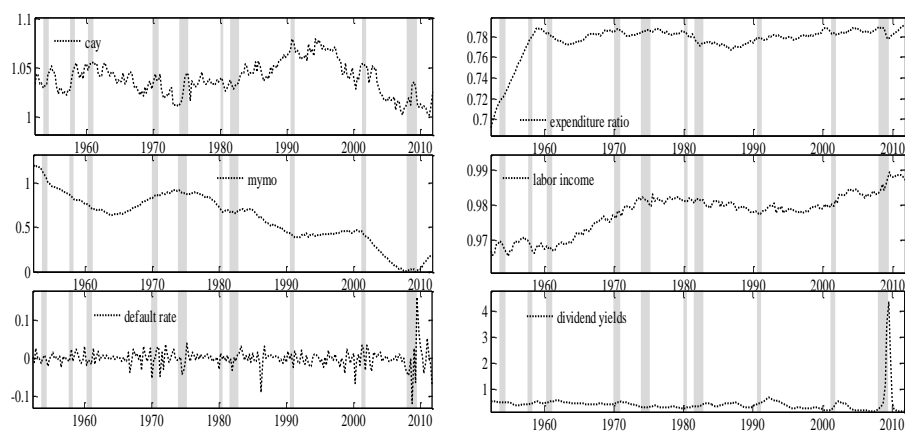 1.1
cay
1.05
1
1960 1970 1980 1990 2000 2010
0.78
0.76
0.74
0.72
0.7
expenditure ratio
1960 1970 1980 1990 2000 2010
1
mymo
0.5
0
1960 1970 1980 1990 2000 2010
0.99
labor income
0.98
0.97
1960 1970 1980 1990 2000 2010
0.1
default rate
0
-0.1
1960 1970 1980 1990 2000 2010
4
dividend yields
3
2
1
1960 1970 1980 1990 2000 2010